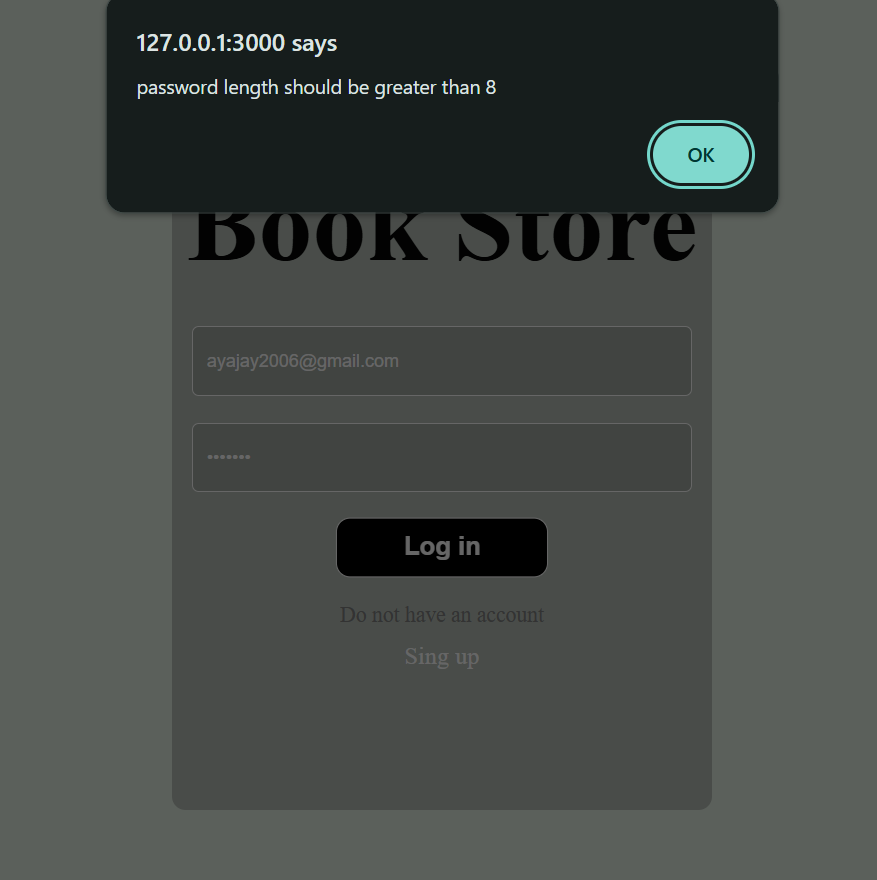 127.0.0.1:3000 says
password length should be greater than 8
OK
Book Store
ayajay2006@gmail.com
•••••••
Log in
Do not have an account
Sing up